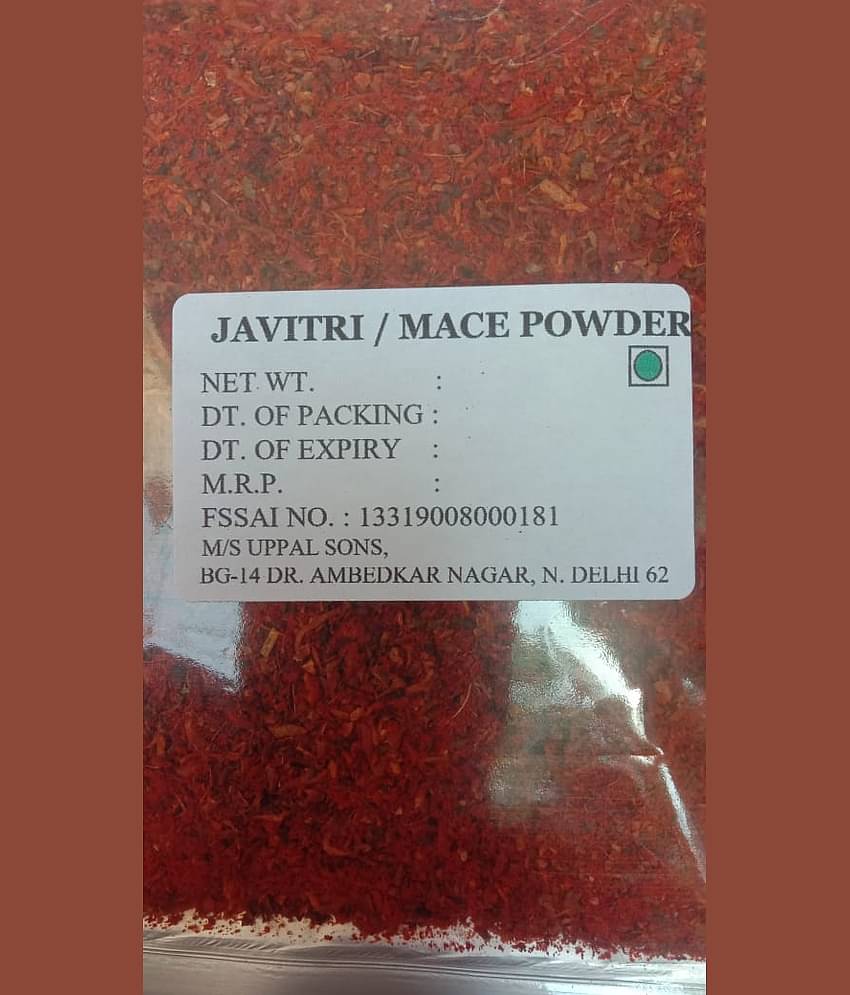 JAVITRI / MACE POWDER
NET WT. :
DT. OF PACKING :
DT. OF EXPIRY :
M.R.P. :
FSSAI NO. : 13319008000181
M/S UPPAL SONS,
BG-14 DR. AMBEDKAR NAGAR, N. DELHI 62